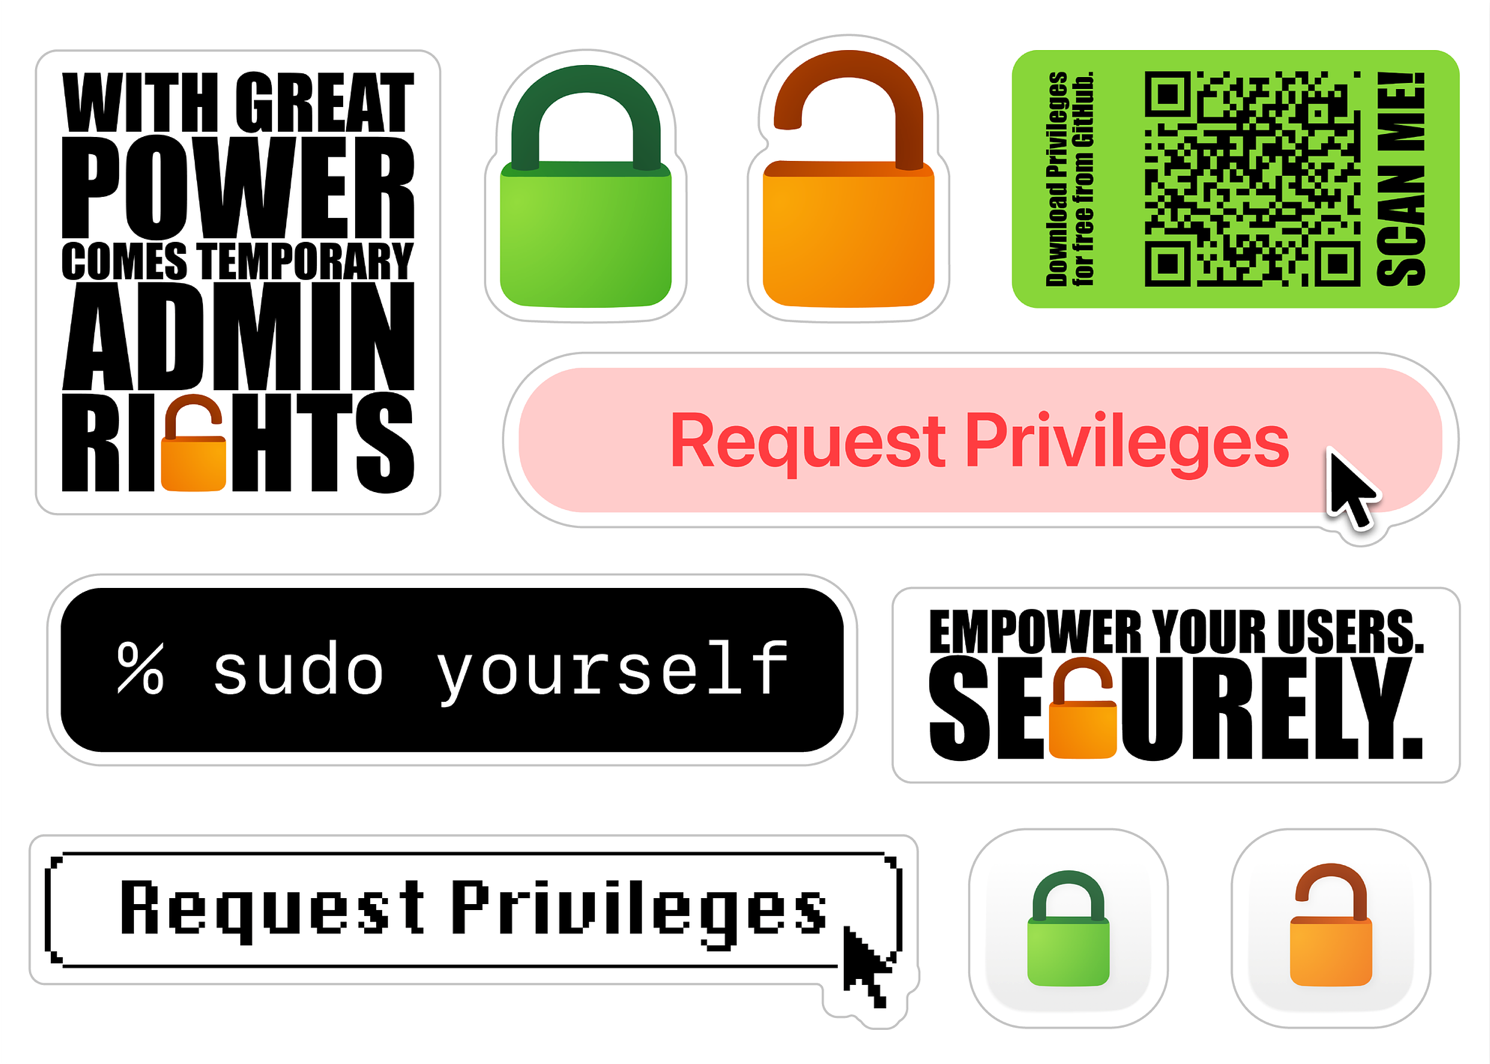 WITH GREAT
POWER
COMES TEMPORARY
ADMIN
RIGHTS
Download Privileges
for free from GitHub.
SCAN ME!
Request Privileges
% sudo yourself
EMPOWER YOUR USERS.
SECURELY.
Request Privileges